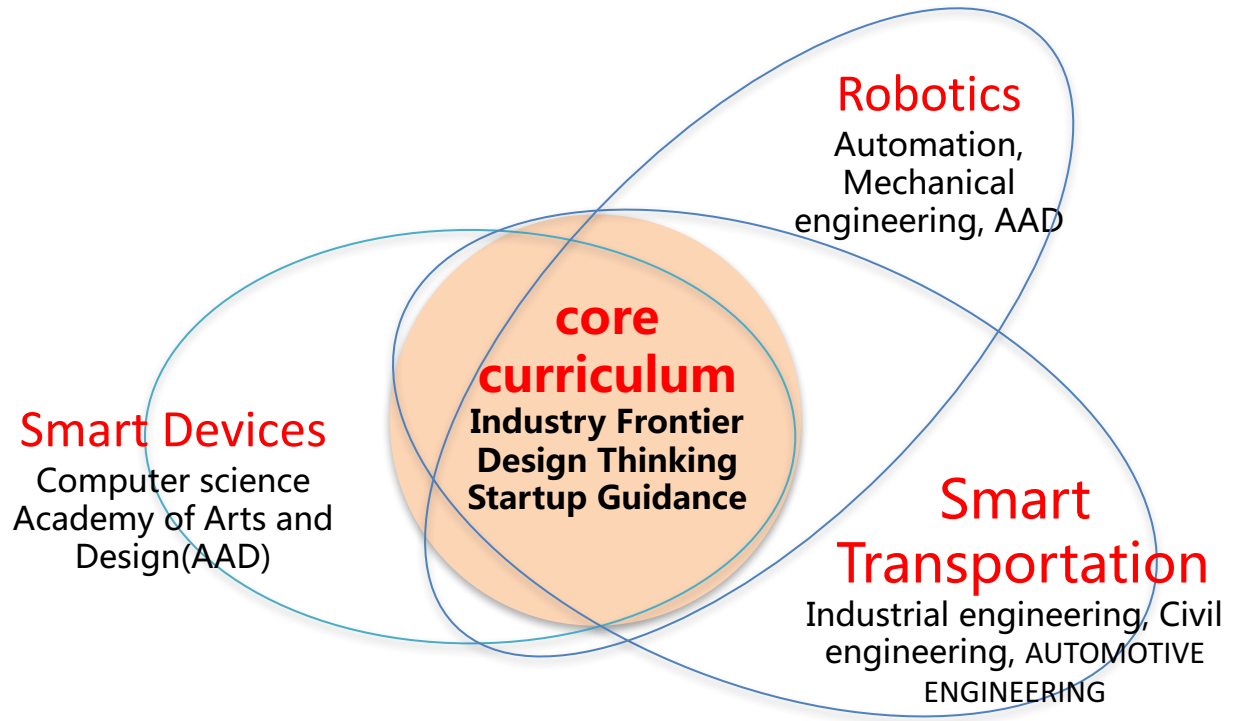 Robotics
Automation,
Mechanical
engineering, AAD
core
curriculum
Industry Frontier
Design Thinking
Startup Guidance
Smart Devices
Computer science
Academy of Arts and
Design(AAD)
Smart
Transportation
Industrial engineering, Civil
engineering, AUTOMOTIVE
ENGINEERING